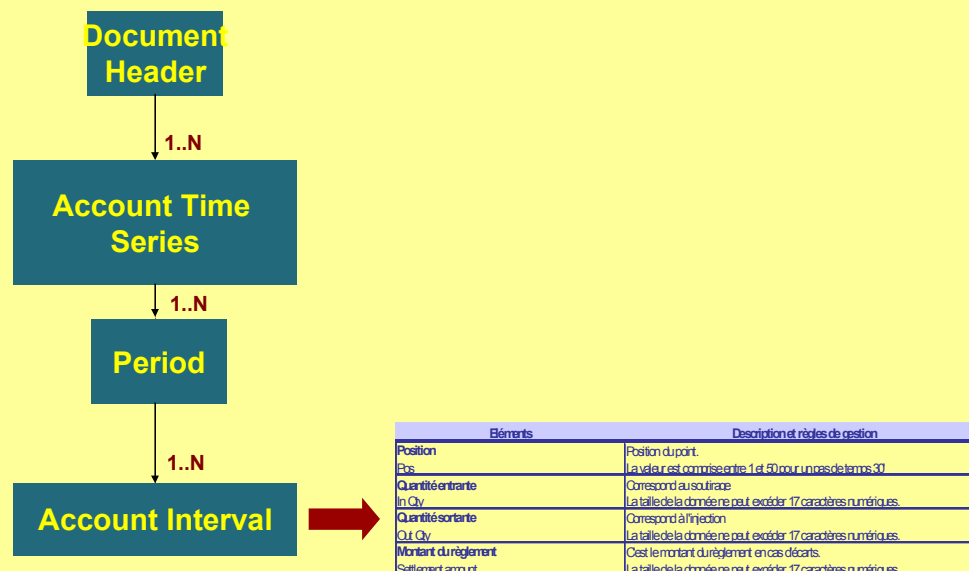 Document
Header
1..N
Account Time
Series
1..N
Period
1..N
Account Interval
Eléments Description et règles de gestion
Position Position du point.
Pos La valeur est comprise entre 1 et 50 pour un pas de temps 30'
Quantité entrante Correspond au soutirage
In Qty La taille de la donnée ne peut excéder 17 caractères numériques.
Quantité sortante Correspond à l'injection
Out Qty La taille de la donnée ne peut excéder 17 caractères numériques.
Montant du règlement C'est le montant du règlement en cas d'écarts.
Settlement amount La taille de la donnée ne peut excéder 17 caractères numériques